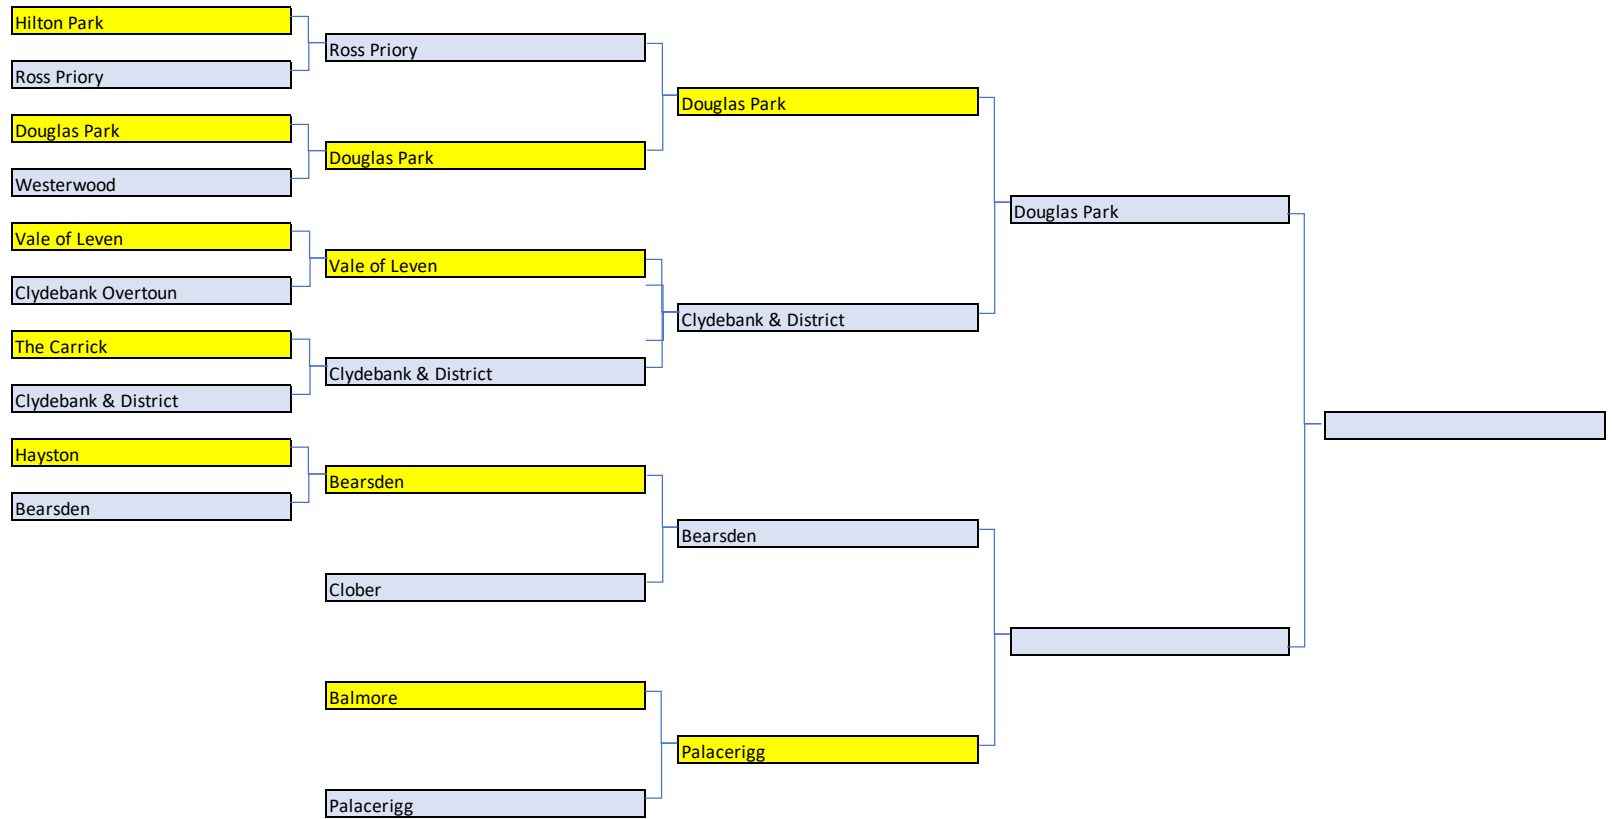 Hilton Park
Ross Priory
Douglas Park
Westerwood
Vale of Leven
Clydebank Overtoun
The Carrick
Clydebank & District
Hayston
Bearsden
Ross Priory
Douglas Park
Vale of Leven
Clydebank & District
Bearsden
Clober
Balmore
Palacerigg
Douglas Park
Clydebank & District
Bearsden
Palacerigg
Douglas Park